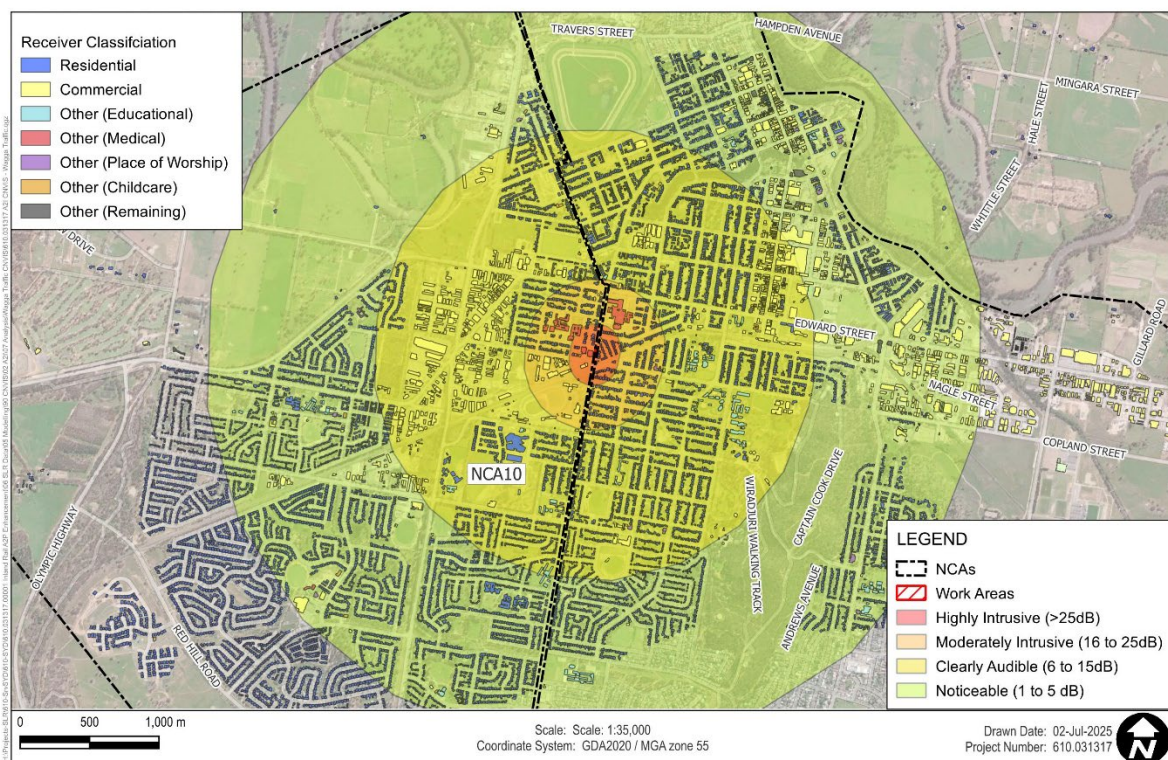 Receiver Classifciation
Residential
Commercial
Other (Educational)
Other (Medical)
Other (Place of Worship)
Other (Childcare)
Other (Remaining)
DRIVE
TRAVERS STREET
HAMPDEN AVENUE
MINGARA STREET
HALE STREET
WHITTLE STREET
GILLARD ROAD
EDWARD STREET
NAGLE STREET
COPLAND STREET
NCA10
WIRADJURI WALKING TRACK
CAPTAIN COOK DRIVE
ANDREWS AVENUE
OLYMPIC HIGHWAY
RED HILL ROAD
LEGEND
NCAs
Work Areas
Highly Intrusive (>25dB)
Moderately Intrusive (16 to 25dB)
Clearly Audible (6 to 15dB)
Noticeable (1 to 5 dB)
0 500 1,000 m
Scale: Scale: 1:35,000
Coordinate System: GDA2020 / MGA zone 55
Drawn Date: 02-Jul-2025
Project Number: 610.031317
N